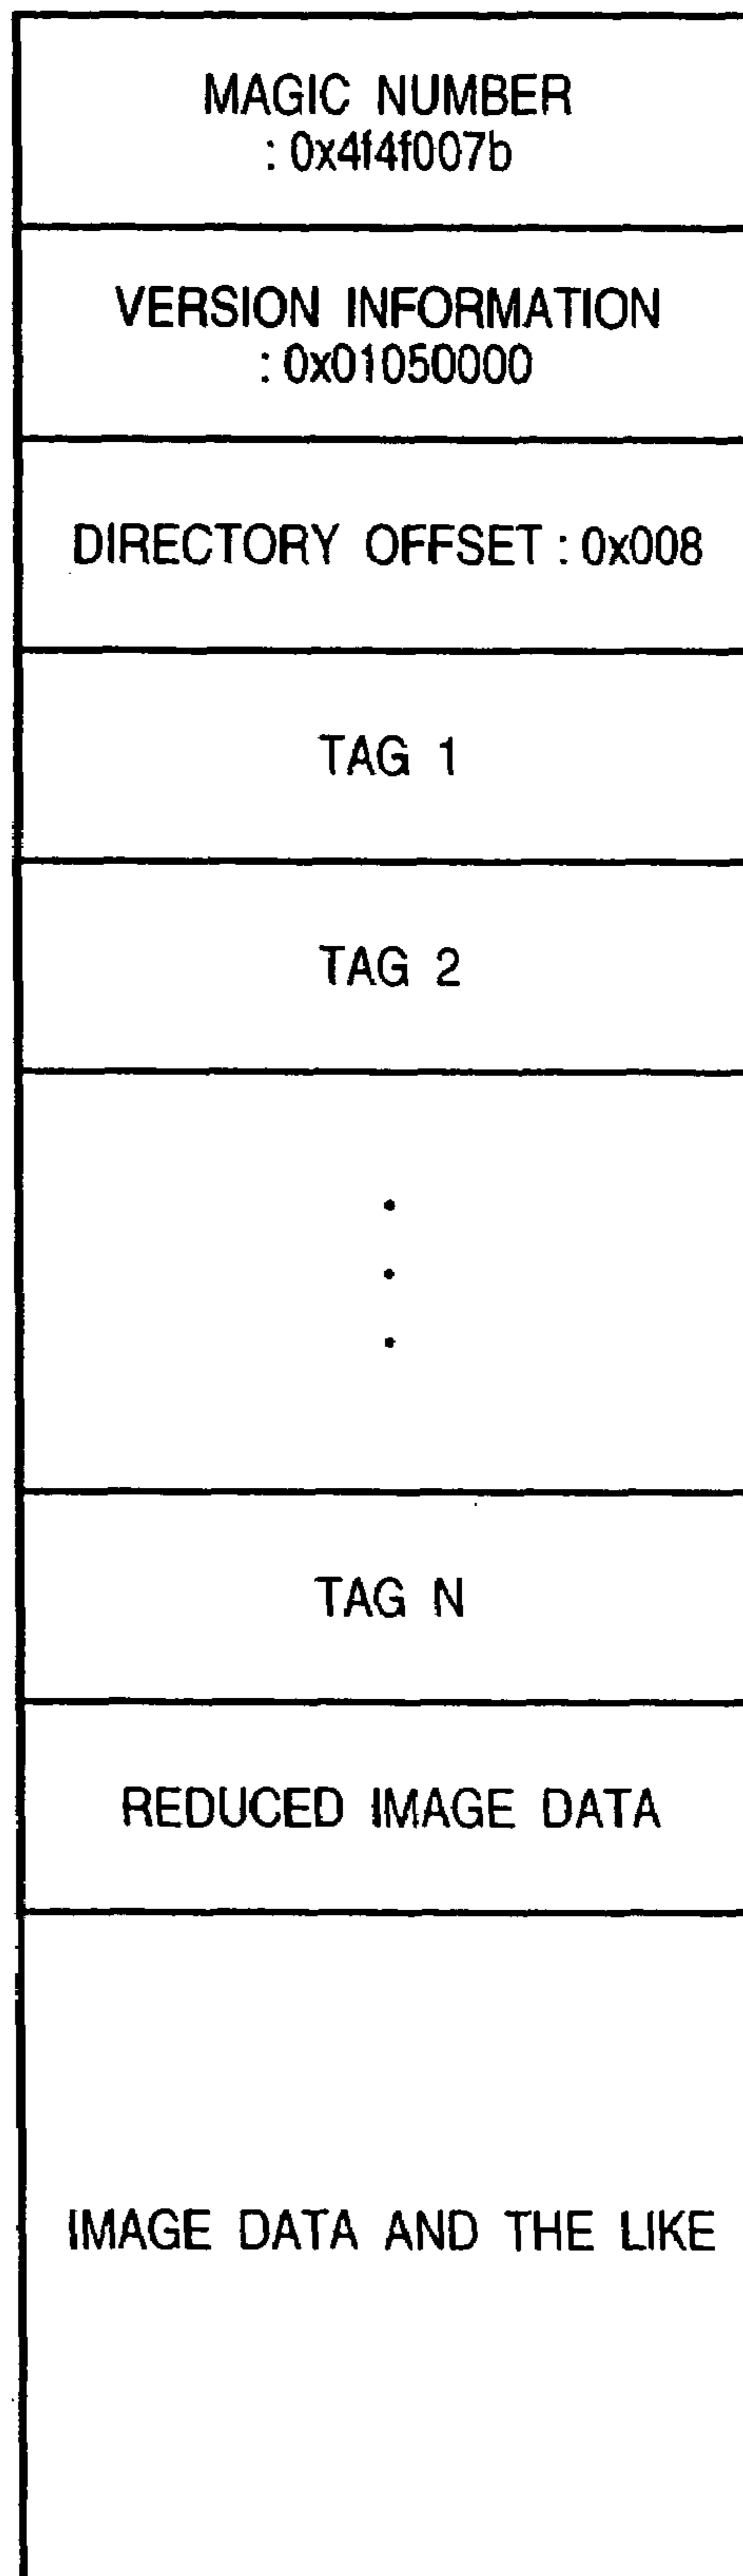 MAGIC NUMBER
: 0x4f4f007b
VERSION INFORMATION
: 0x01050000
DIRECTORY OFFSET : 0x008
TAG 1
TAG 2
TAG N
REDUCED IMAGE DATA
IMAGE DATA AND THE LIKE